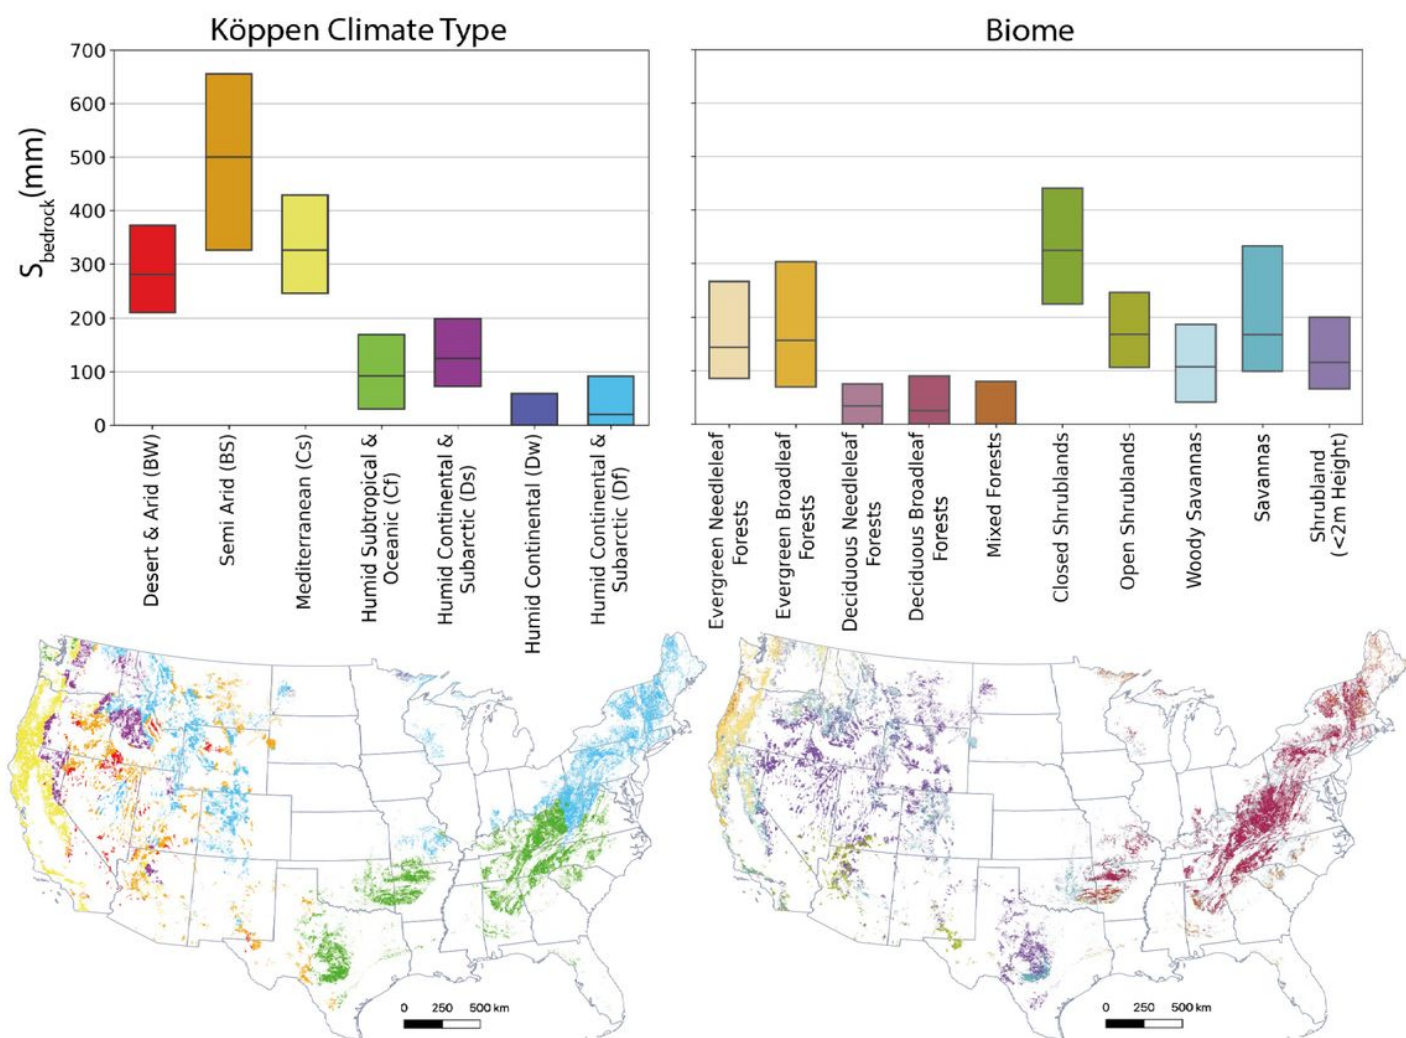 Köppen Climate Type
Biome
S_bedrock(mm)
700
600
500
400
300
200
100
0
Desert & Arid (BW)
Semi Arid (BS)
Mediterranean (Cs)
Humid Subtropical &
Oceanic (Cf)
Humid Continental &
Subarctic (Ds)
Humid Continental (Dw)
Humid Continental &
Subarctic (Df)
Evergreen Needleleaf
Forests
Evergreen Broadleaf
Forests
Deciduous Needleleaf
Forests
Deciduous Broadleaf
Forests
Mixed Forests
Closed Shrublands
Open Shrublands
Woody Savannas
Savannas
Shrubland
(<2m Height)
0 250 500 km
0 250 500 km